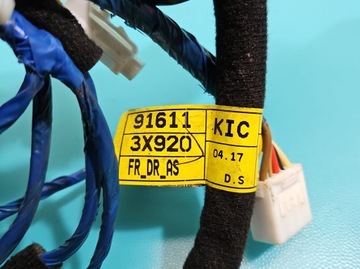 91611
3X920
FR_DR_AS
KIC
04.17
D.S